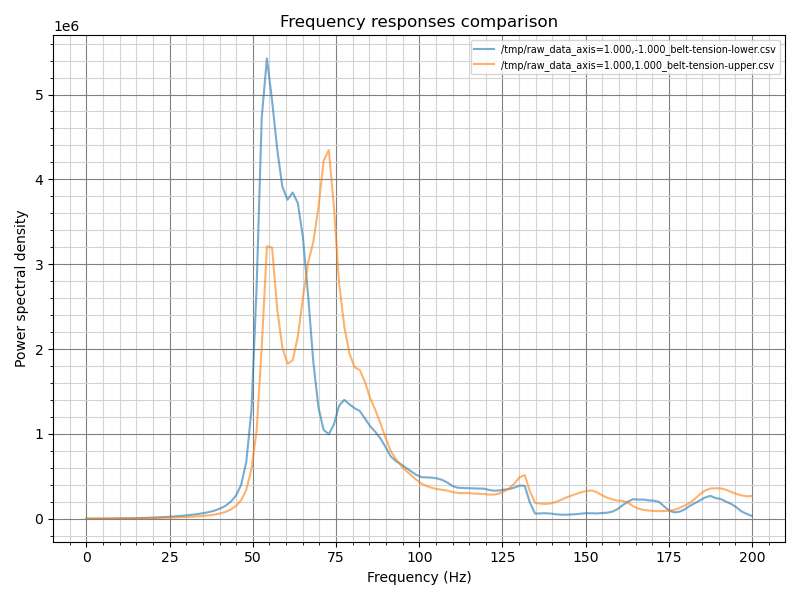 Frequency responses comparison
1e6
/tmp/raw_data_axis=1.000,-1.000_belt-tension-lower.csv
/tmp/raw_data_axis=1.000,1.000_belt-tension-upper.csv
Power spectral density
5
4
3
2
1
0
0 25 50 75 100 125 150 175 200
Frequency (Hz)